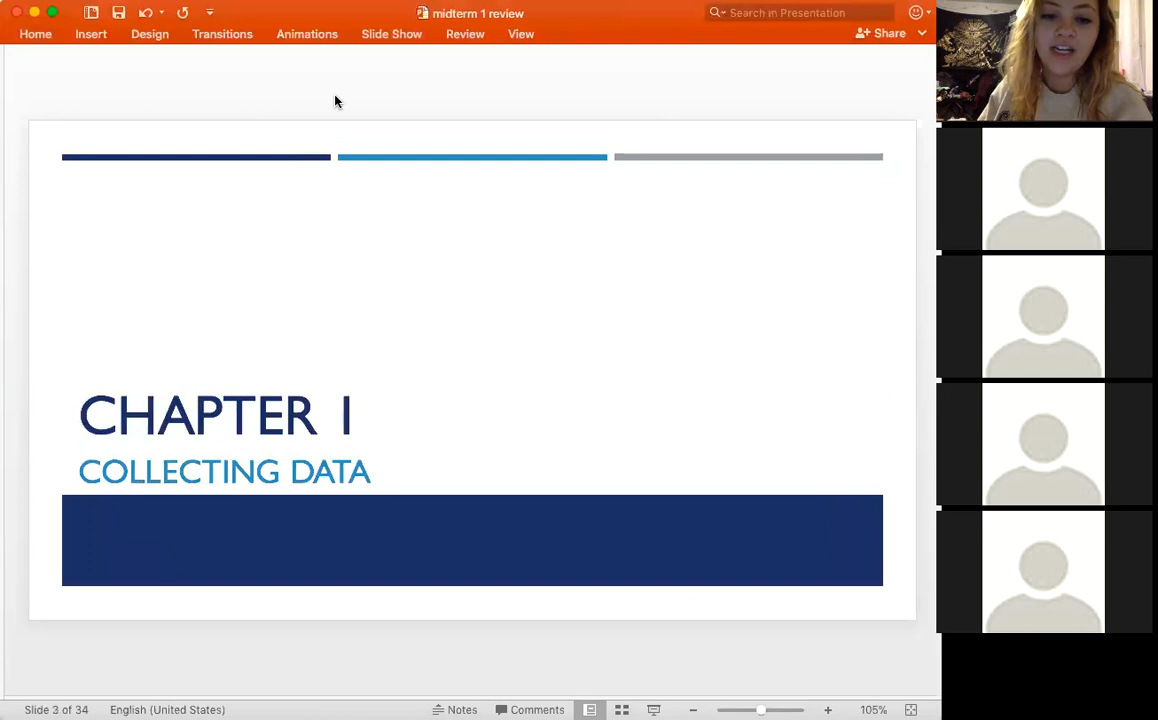 midterm 1 review
Search in Presentation
Home Insert Design Transitions Animations Slide Show Review View Share
CHAPTER 1
COLLECTING DATA
Slide 3 of 34 English (United States) Notes Comments 105%